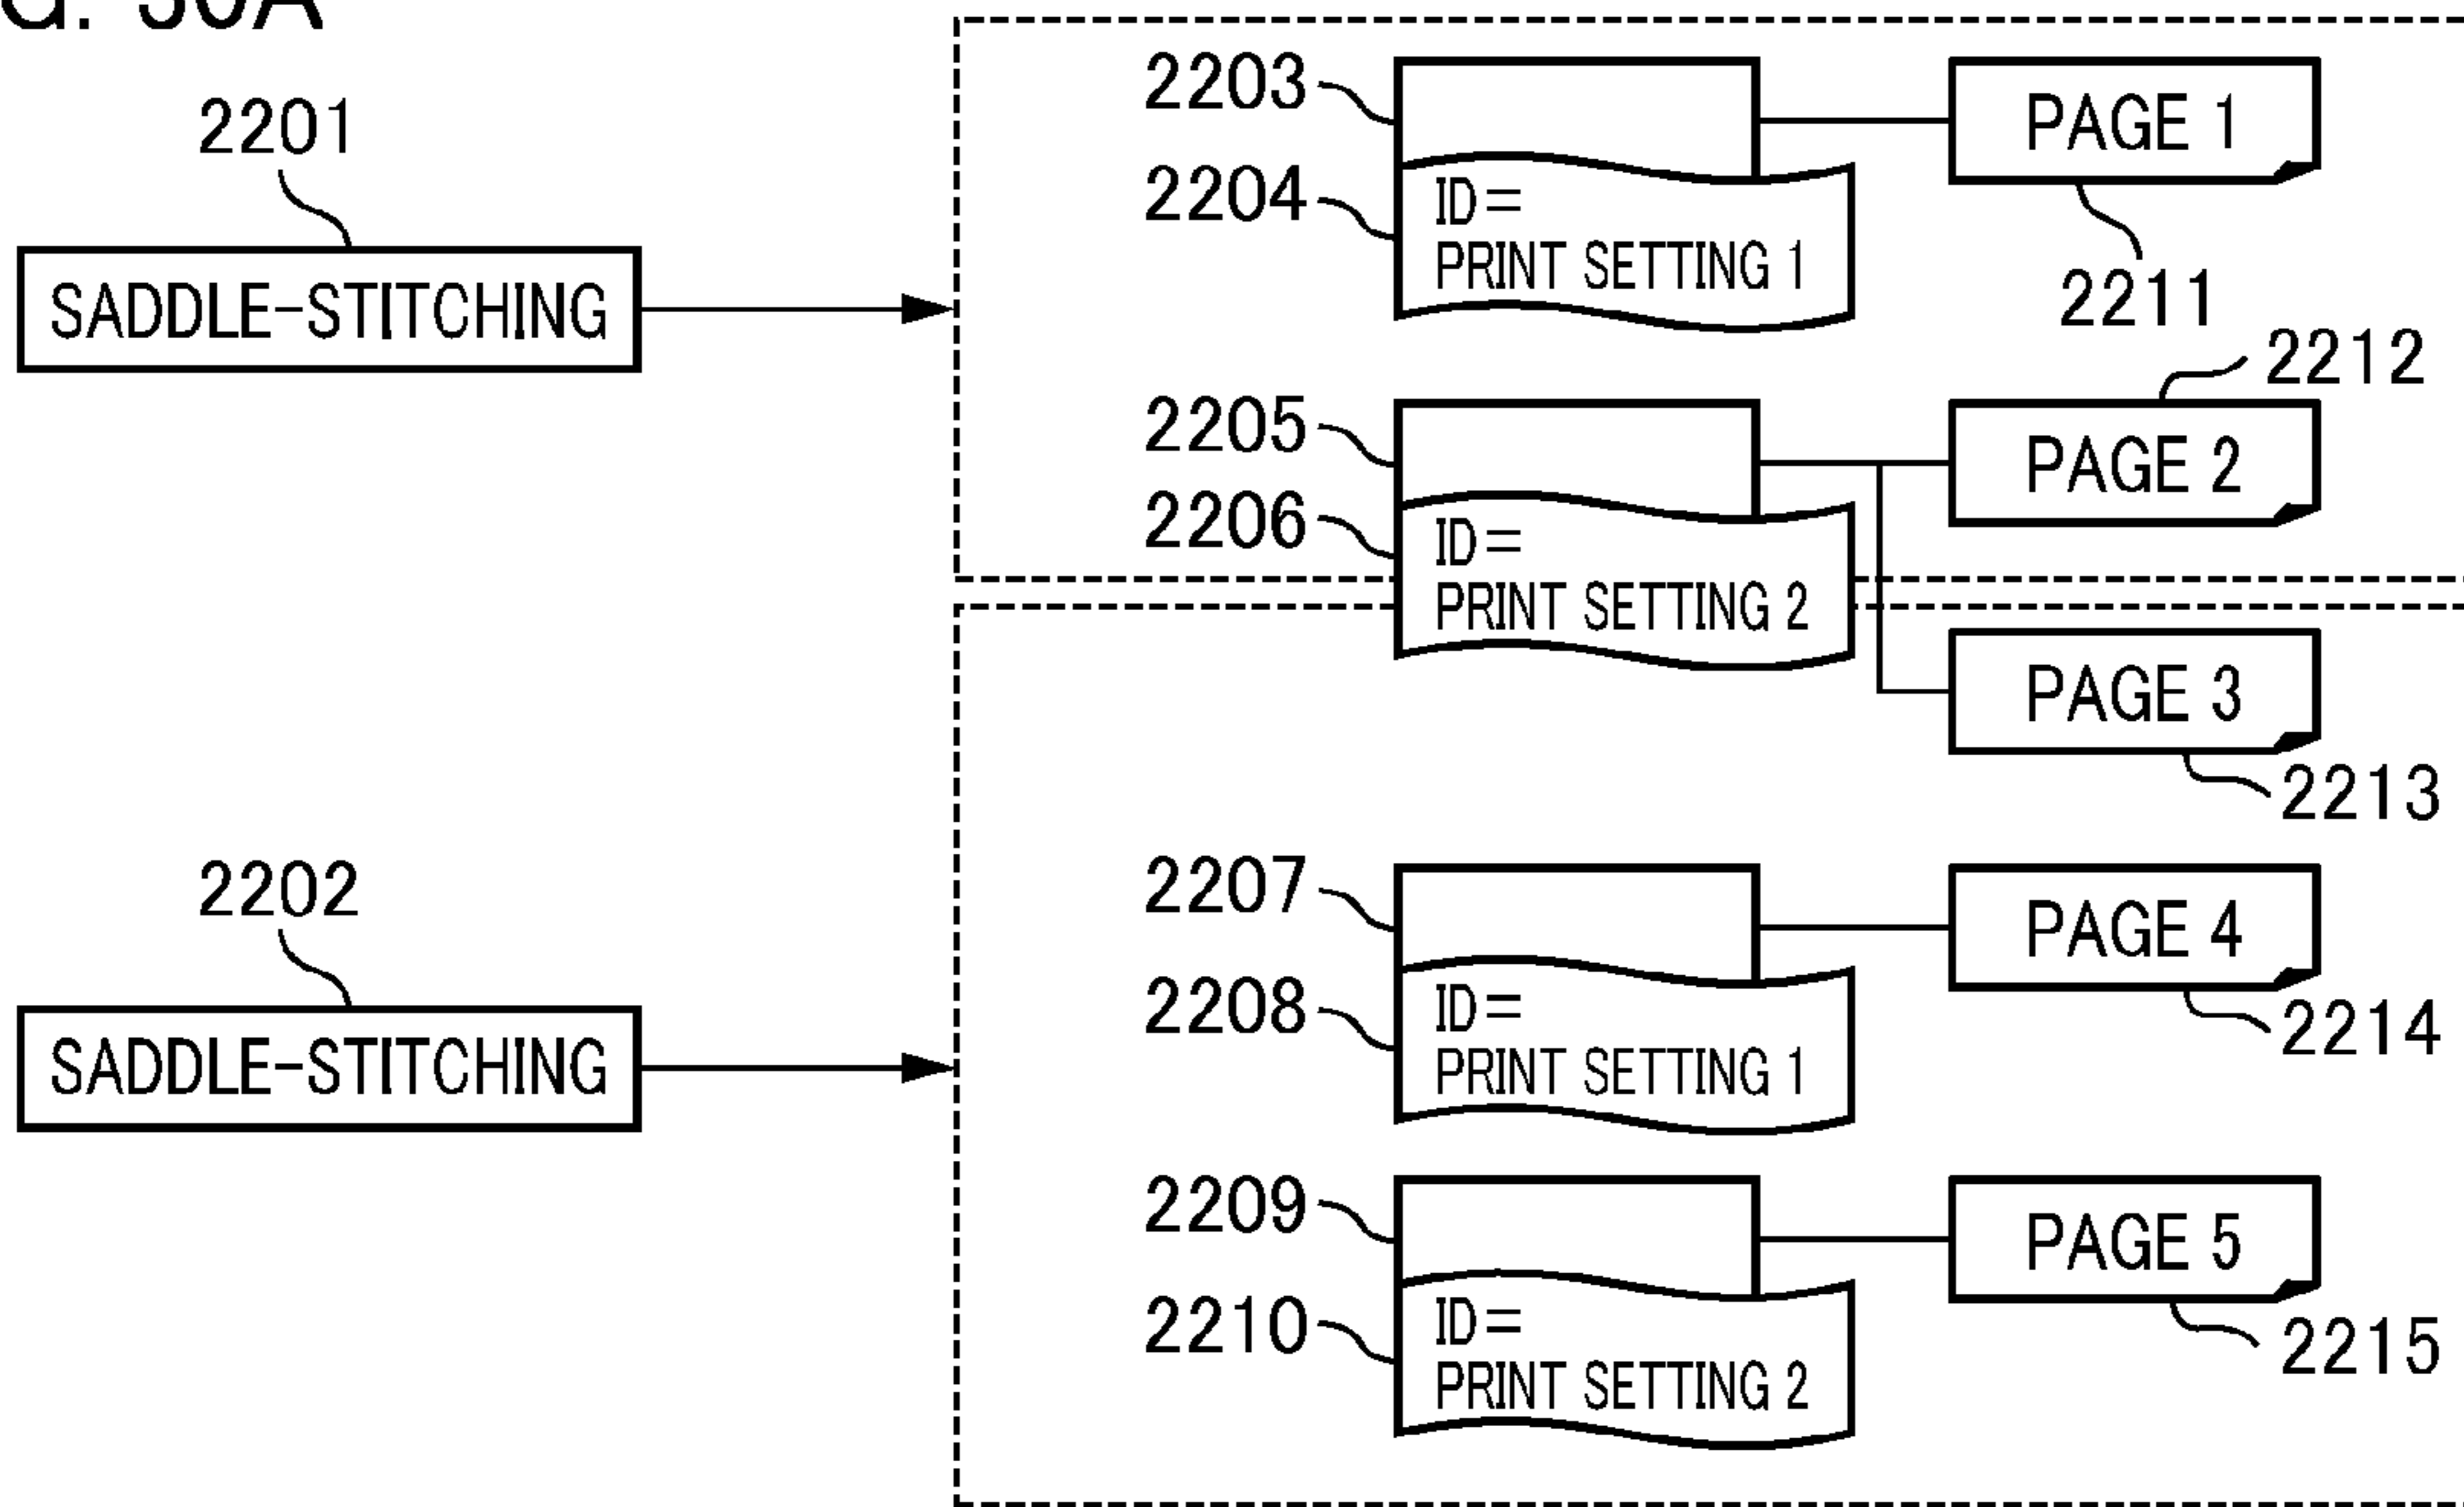 2201
SADDLE-STITCHING
2203
2204
ID=
PRINT SETTING 1
PAGE 1
2211
2212
2205
2206
ID=
PRINT SETTING 2
PAGE 2
PAGE 3
2213
2202
SADDLE-STITCHING
2207
2208
ID=
PRINT SETTING 1
PAGE 4
2214
2209
2210
ID=
PRINT SETTING 2
PAGE 5
2215